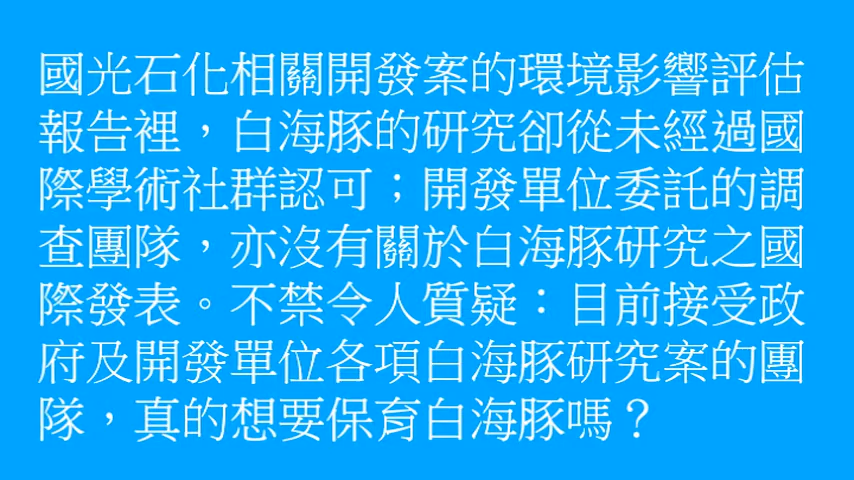 國光石化相關開發案的環境影響評估
報告裡，白海豚的研究卻從未經過國
際學術社群認可；開發單位委託的調
查團隊，亦沒有關於白海豚研究之國
際發表。不禁令人質疑：目前接受政
府及開發單位各項白海豚研究案的團
隊，真的想要保育白海豚嗎？